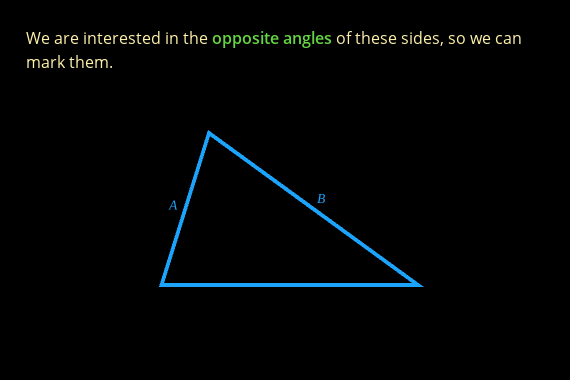 We are interested in the opposite angles of these sides, so we can
mark them.
B
A